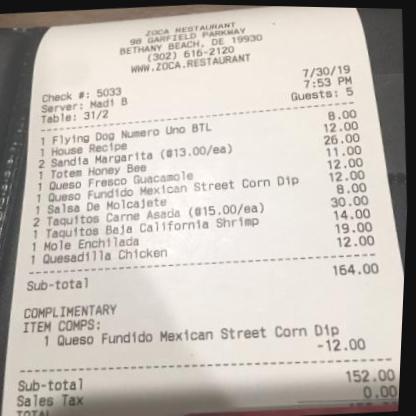 ZOCA RESTAURANT
98 GARFIELD PARKWAY
BETHANY BEACH, DE 19930
(302) 616-2120
WWW.ZOCA.RESTAURANT
Check #: 5033 7/30/19
Server: Madi B 7:53 PM
Table: 31/2 Guests: 5
1 Flying Dog Numero Uno BTL 8.00
1 House Recipe 12.00
2 Sandia Margarita (@13.00/ea) 26.00
1 Totem Honey Bee 11.00
1 Queso Fresco Guacamole 12.00
1 Queso Fundido Mexican Street Corn Dip 12.00
1 Salsa De Molcajete 8.00
2 Taquitos Carne Asada (@15.00/ea) 30.00
1 Taquitos Baja California Shrimp 14.00
1 Mole Enchilada 19.00
1 Quesadilla Chicken 12.00
Sub-total 164.00
COMPLIMENTARY
ITEM COMPS:
1 Queso Fundido Mexican Street Corn Dip
-12.00
Sub-total 152.00
Sales Tax 0.00
TOTAL